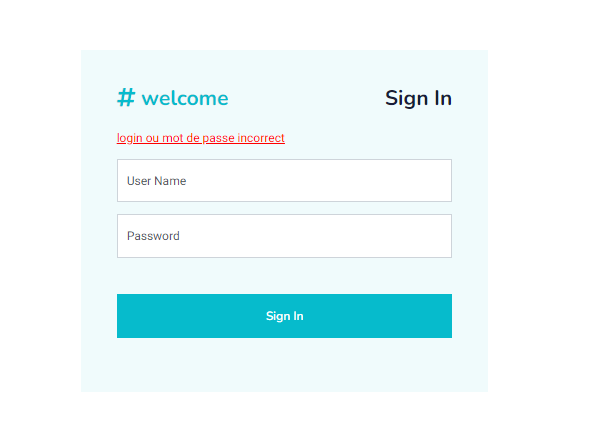 # welcome
Sign In
login ou mot de passe incorrect
User Name
Password
Sign In